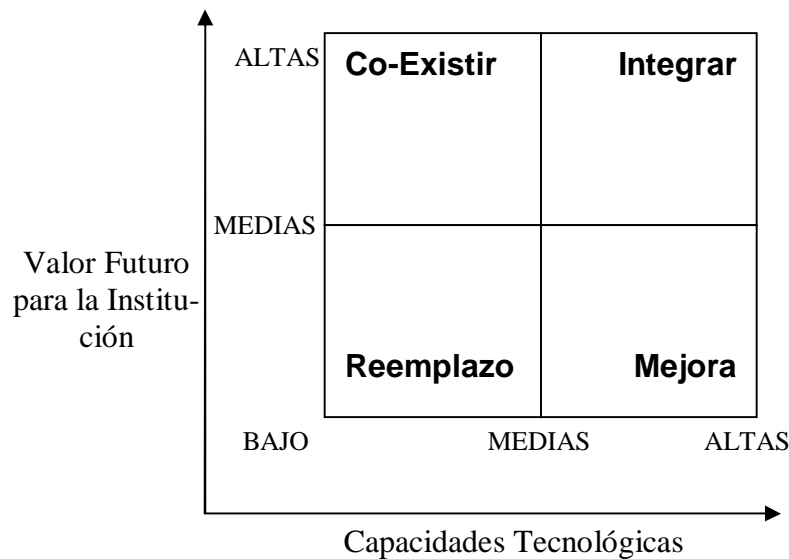 ALTAS
Co-Existir
Integrar
MEDIAS
Valor Futuro
para la Institu-
ción
Reemplazo
Mejora
BAJO
MEDIAS
ALTAS
Capacidades Tecnológicas